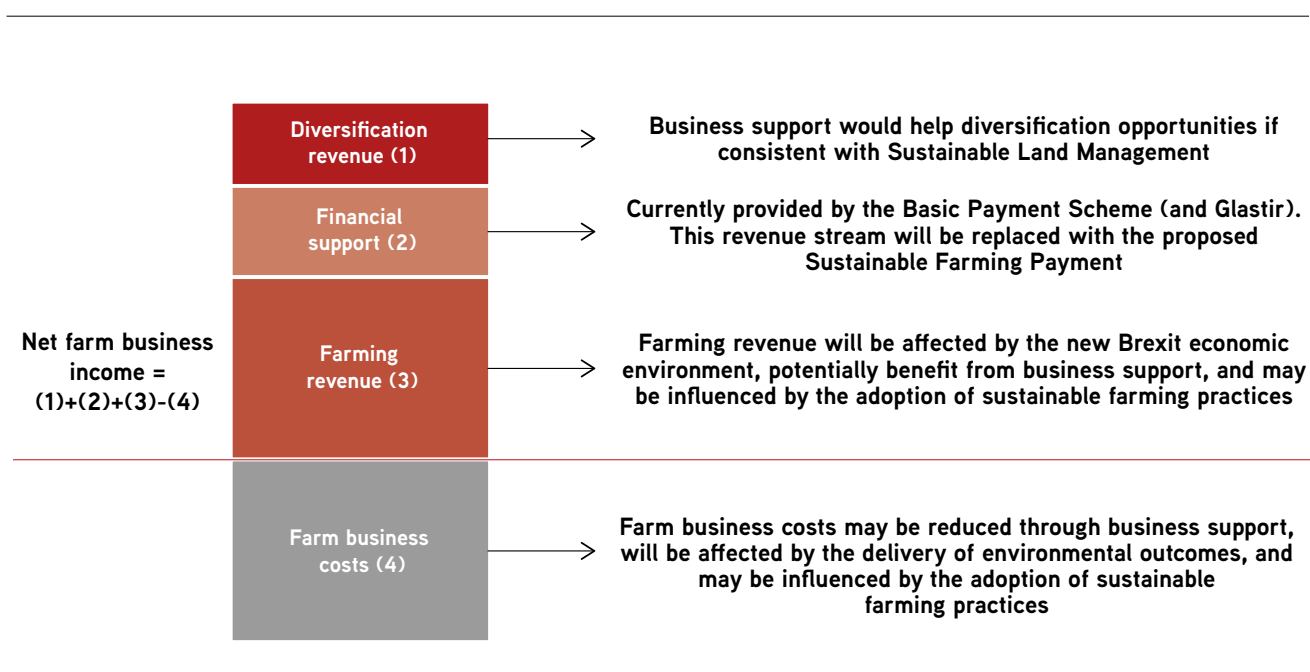 Diversification
revenue (1)
Business support would help diversification opportunities if
consistent with Sustainable Land Management
Financial
support (2)
Currently provided by the Basic Payment Scheme (and Glastir).
This revenue stream will be replaced with the proposed
Sustainable Farming Payment
Net farm business
income =
(1)+(2)+(3)-(4)
Farming
revenue (3)
Farming revenue will be affected by the new Brexit economic
environment, potentially benefit from business support, and may
be influenced by the adoption of sustainable farming practices
Farm business
costs (4)
Farm business costs may be reduced through business support,
will be affected by the delivery of environmental outcomes, and
may be influenced by the adoption of sustainable
farming practices